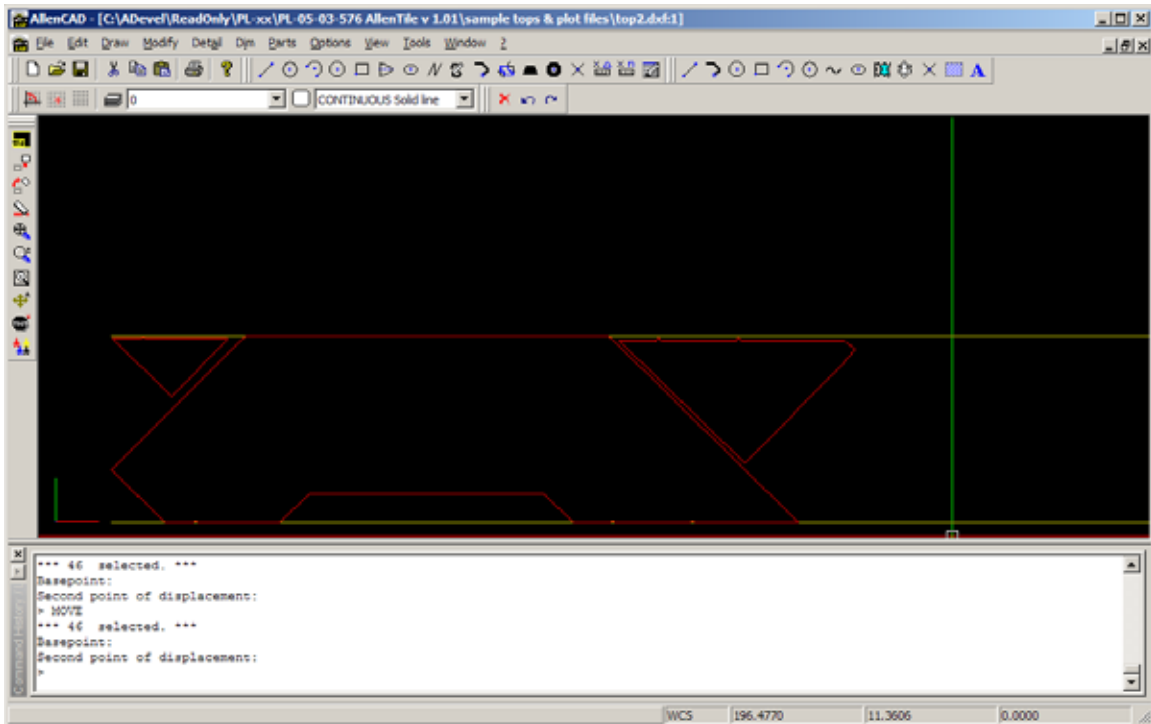 AllenCAD - [C:\ADevel\ReadOnly\PL-xx\PL-05-03-576 AllenTile v 1.01\sample tops & plot files\top2.dxf:1]
File Edit Draw Modify Detail Dim Parts Options View Tools Window ?
0 CONTINUOUS Solid line
*** 46 selected. ***
Basepoint:
Second point of displacement:
> MOVE
*** 46 selected. ***
Basepoint:
Second point of displacement:
>
Command History
WCS 196.4770 11.3606 0.0000